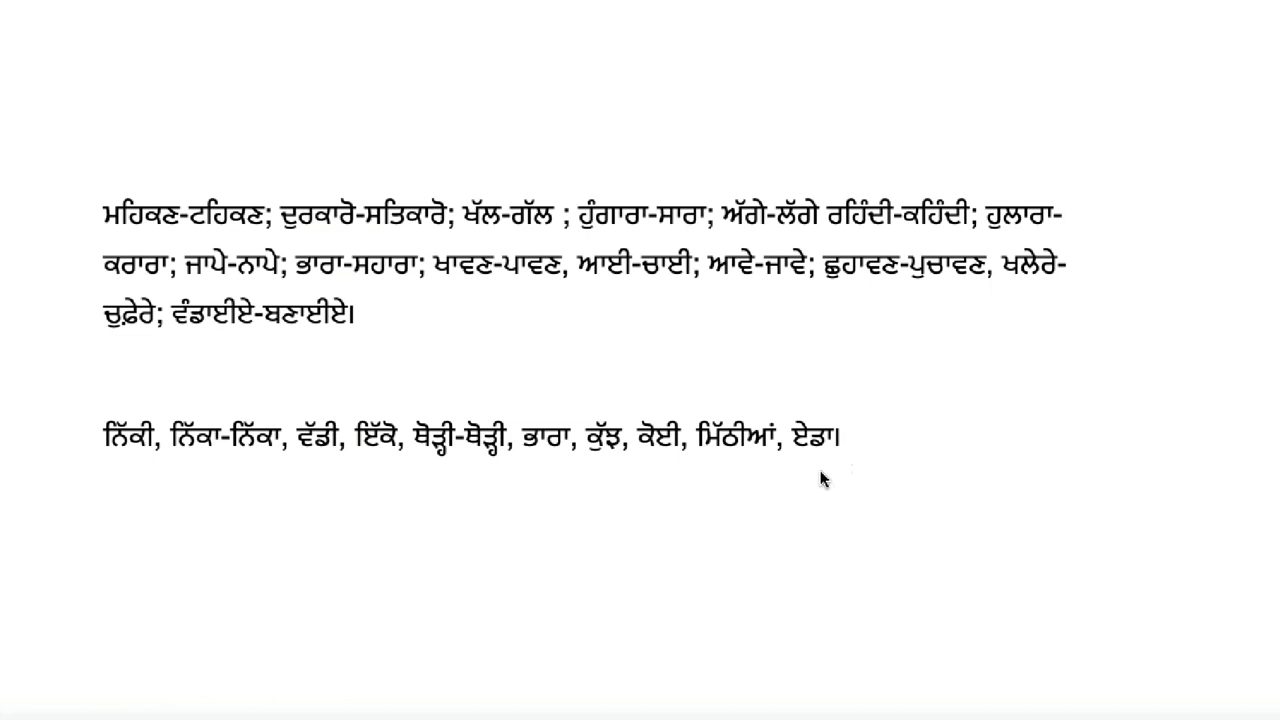 ਮਹਿਕਣ-ਟਹਿਕਣ; ਦੁਰਕਾਰੋ-ਸਤਿਕਾਰੋ; ਖੱਲ-ਗੱਲ ; ਹੁੰਗਾਰਾ-ਸਾਰਾ; ਅੱਗੇ-ਲੱਗੇ ਰਹਿੰਦੀ-ਕਹਿੰਦੀ; ਹੁਲਾਰਾ-
ਕਰਾਰਾ; ਜਾਪੇ-ਨਾਪੇ; ਭਾਰਾ-ਸਹਾਰਾ; ਖਾਵਣ-ਪਾਵਣ, ਆਈ-ਚਾਈ; ਆਵੇ-ਜਾਵੇ; ਛੁਹਾਵਣ-ਪੁਚਾਵਣ, ਖਲੇਰੇ-
ਚੁਫ਼ੇਰੇ; ਵੰਡਾਈਏ-ਬਣਾਈਏ।
ਨਿੱਕੀ, ਨਿੱਕਾ-ਨਿੱਕਾ, ਵੱਡੀ, ਇੱਕੋ, ਥੋੜ੍ਹੀ-ਥੋੜ੍ਹੀ, ਭਾਰਾ, ਕੁੱਝ, ਕੋਈ, ਮਿੱਠੀਆਂ, ਏਡਾ।